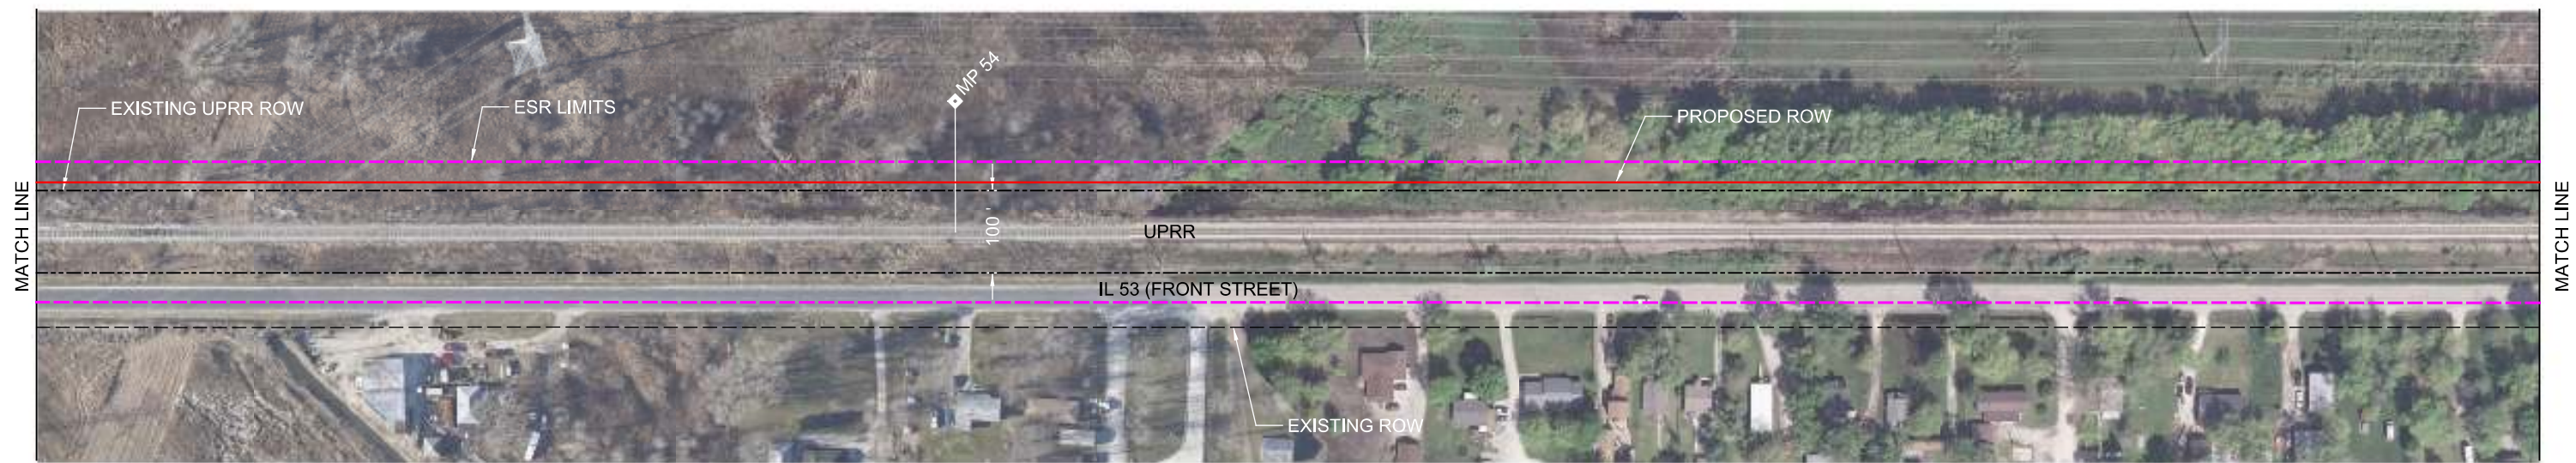 MP 54
EXISTING UPRR ROW
ESR LIMITS
PROPOSED ROW
MATCH LINE
MATCH LINE
100 '
UPRR
IL 53 (FRONT STREET)
EXISTING ROW